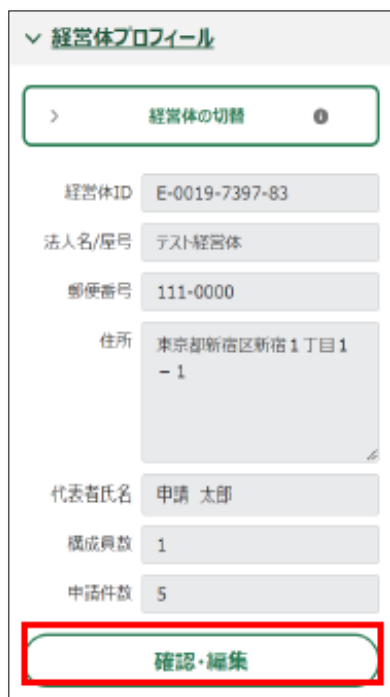 経営体プロフィール
経営体の切替
経営体ID E-0019-7397-83
法人名/屋号 テスト経営体
郵便番号 111-0000
住所 東京都新宿区新宿1丁目1
－1
代表者氏名 申請 太郎
構成員数 1
申請件数 5
確認・編集